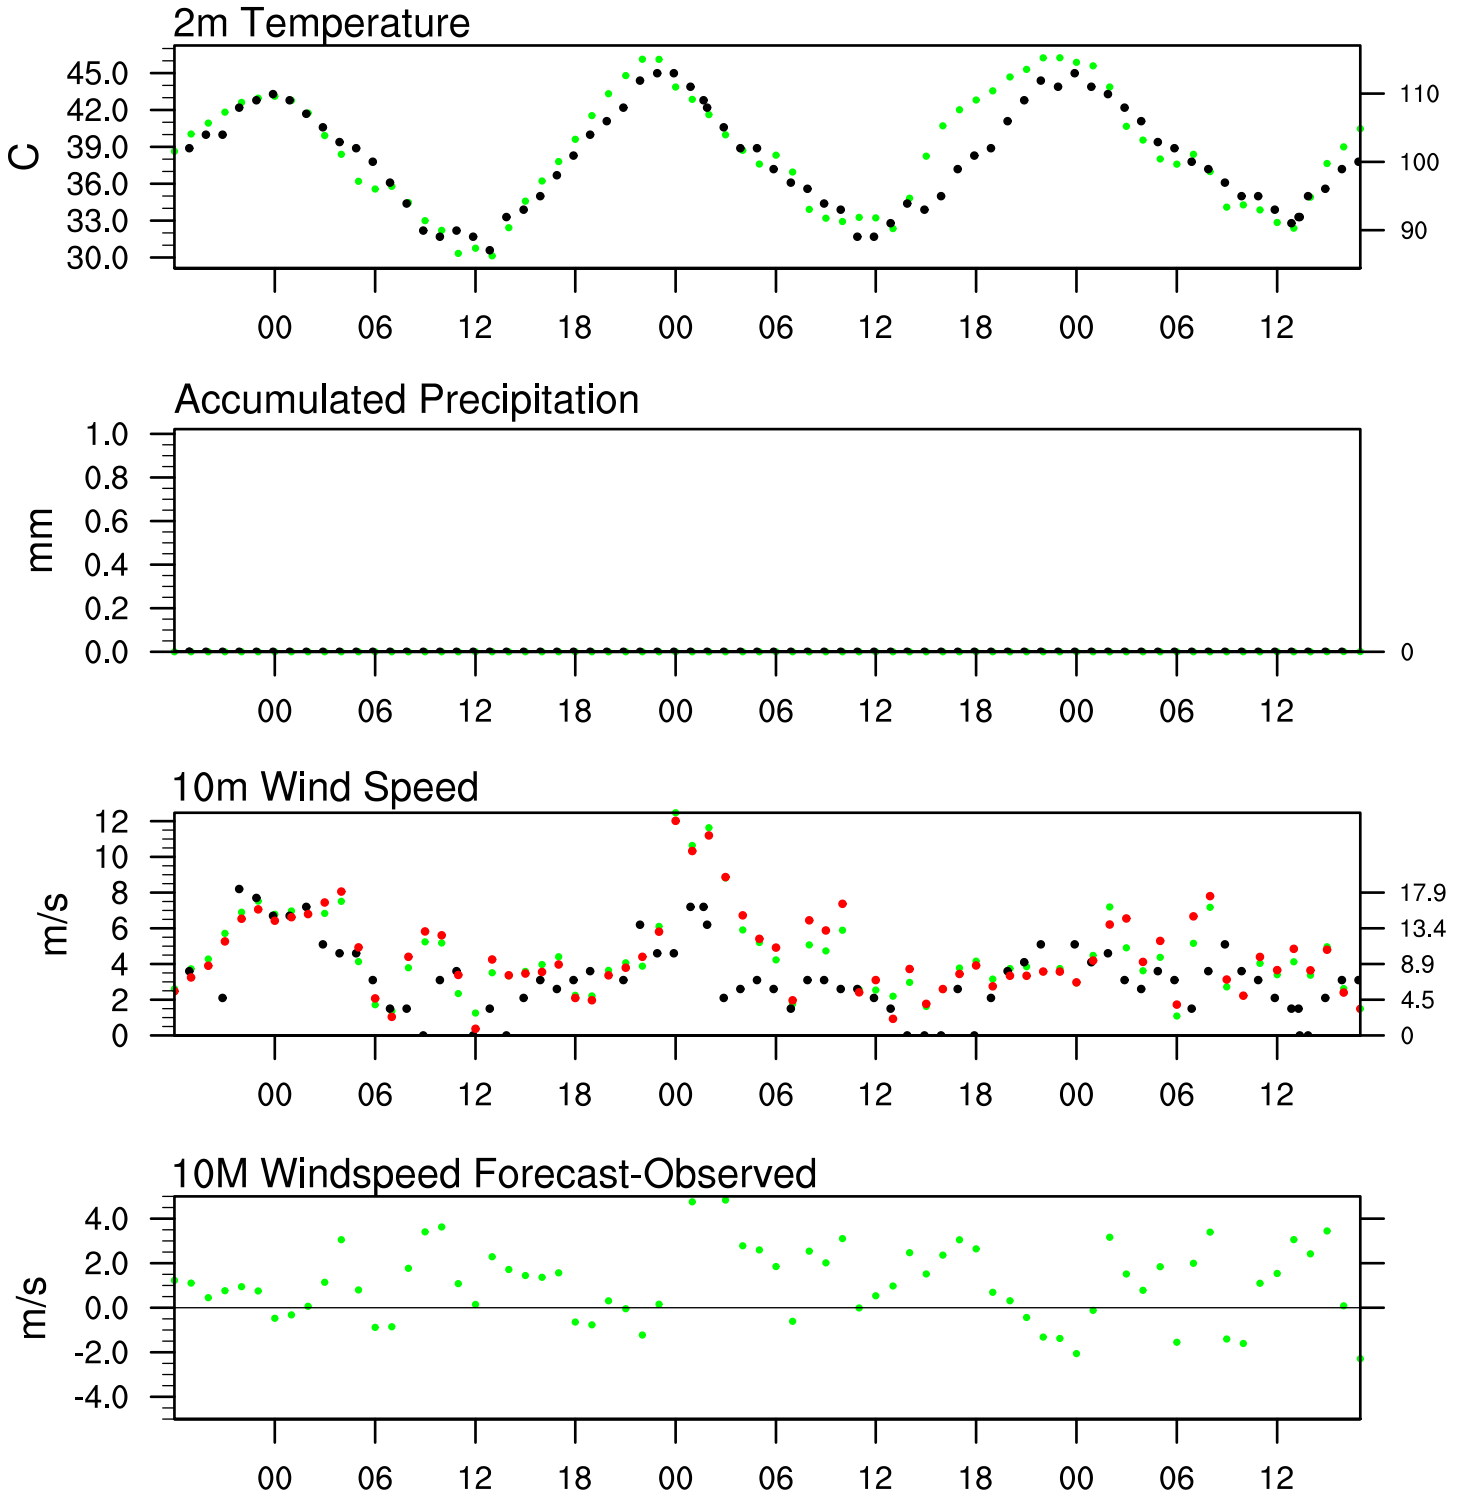 2m Temperature
45.0
42.0
39.0
36.0
33.0
30.0
C
110
100
90
00 06 12 18 00 06 12 18 00 06 12
Accumulated Precipitation
1.0
0.8
0.6
0.4
0.2
0.0
mm
0
00 06 12 18 00 06 12 18 00 06 12
10m Wind Speed
12
10
8
6
4
2
0
m/s
17.9
13.4
8.9
4.5
0
00 06 12 18 00 06 12 18 00 06 12
10M Windspeed Forecast-Observed
4.0
2.0
0.0
-2.0
-4.0
m/s
00 06 12 18 00 06 12 18 00 06 12